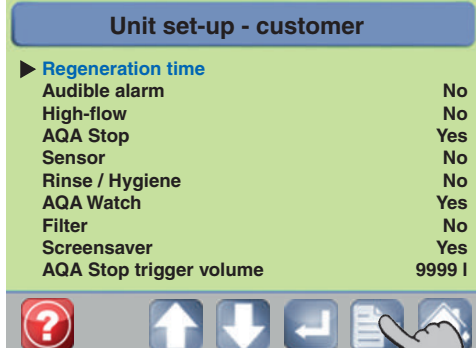 Unit set-up - customer
Regeneration time
Audible alarm No
High-flow No
AQA Stop Yes
Sensor No
Rinse / Hygiene No
AQA Watch Yes
Filter No
Screensaver Yes
AQA Stop trigger volume 9999 l
?